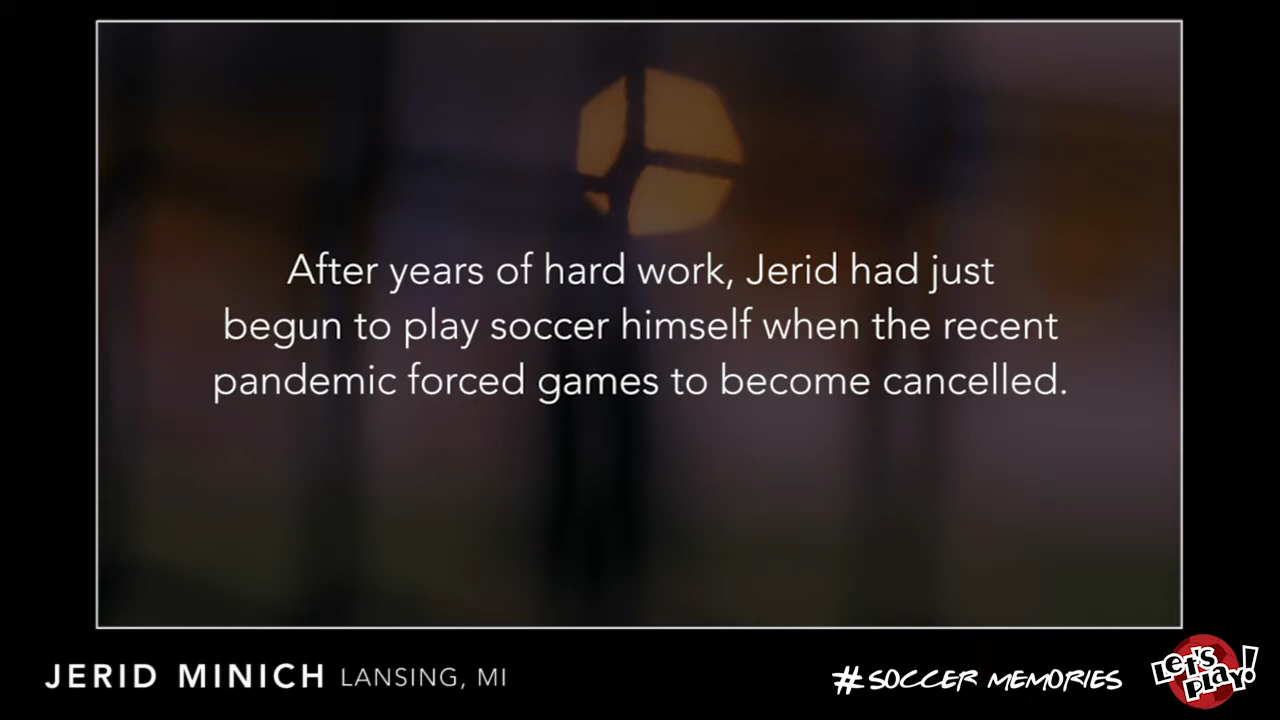 After years of hard work, Jerid had just
begun to play soccer himself when the recent
pandemic forced games to become cancelled.
JERID MINICH LANSING, MI
#SOCCER MEMORIES
LET'S
PLAY!